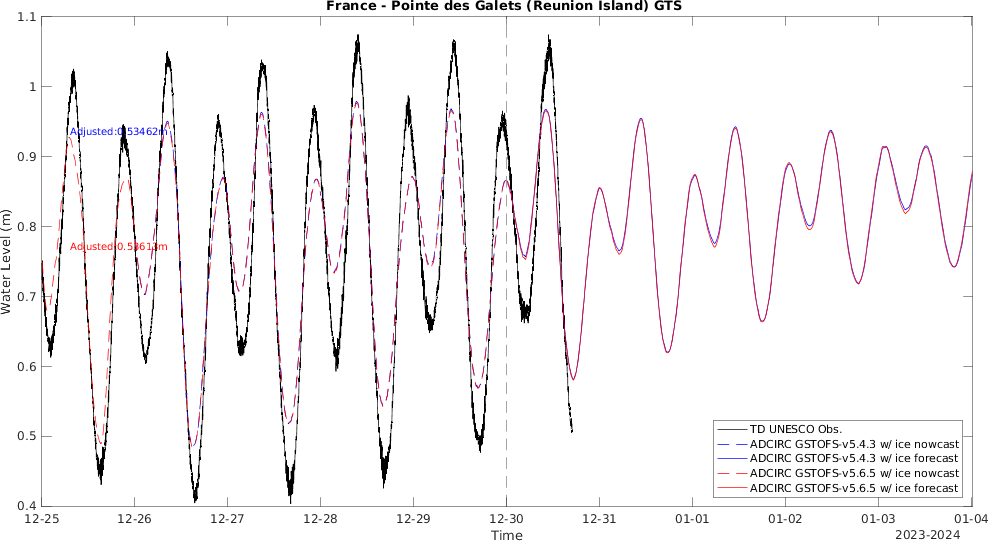 France - Pointe des Galets (Reunion Island) GTS
1.1
1
0.9
0.8
0.7
0.6
0.5
0.4
Water Level (m)
Adjusted:0.53462m
Adjusted:0.53613m
TD UNESCO Obs.
ADCIRC GSTOFS-v5.4.3 w/ ice nowcast
ADCIRC GSTOFS-v5.4.3 w/ ice forecast
ADCIRC GSTOFS-v5.6.5 w/ ice nowcast
ADCIRC GSTOFS-v5.6.5 w/ ice forecast
12-25 12-26 12-27 12-28 12-29 12-30 12-31 01-01 01-02 01-03 01-04
Time
2023-2024